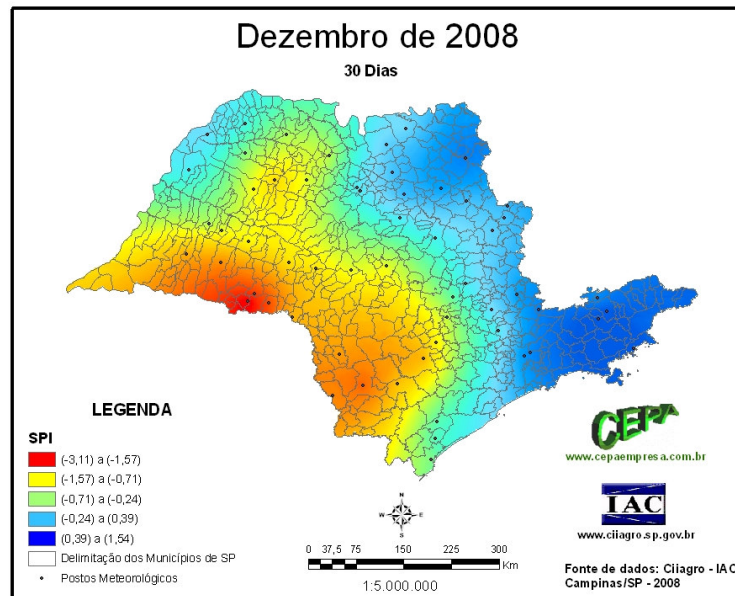 Dezembro de 2008
30 Dias
LEGENDA
SPI
(-3,11) a (-1,57)
(-1,57) a (-0,71)
(-0,71) a (-0,24)
(-0,24) a (0,39)
(0,39) a (1,54)
Delimitação dos Municípios de SP
Postos Meteorológicos
N
W E
S
0 37,5 75 150 225 300
Km
1:5.000.000
CEPA
www.cepaempresa.com.br
IAC
www.ciiagro.sp.gov.br
Fonte de dados: Ciiagro - IAC
Campinas/SP - 2008